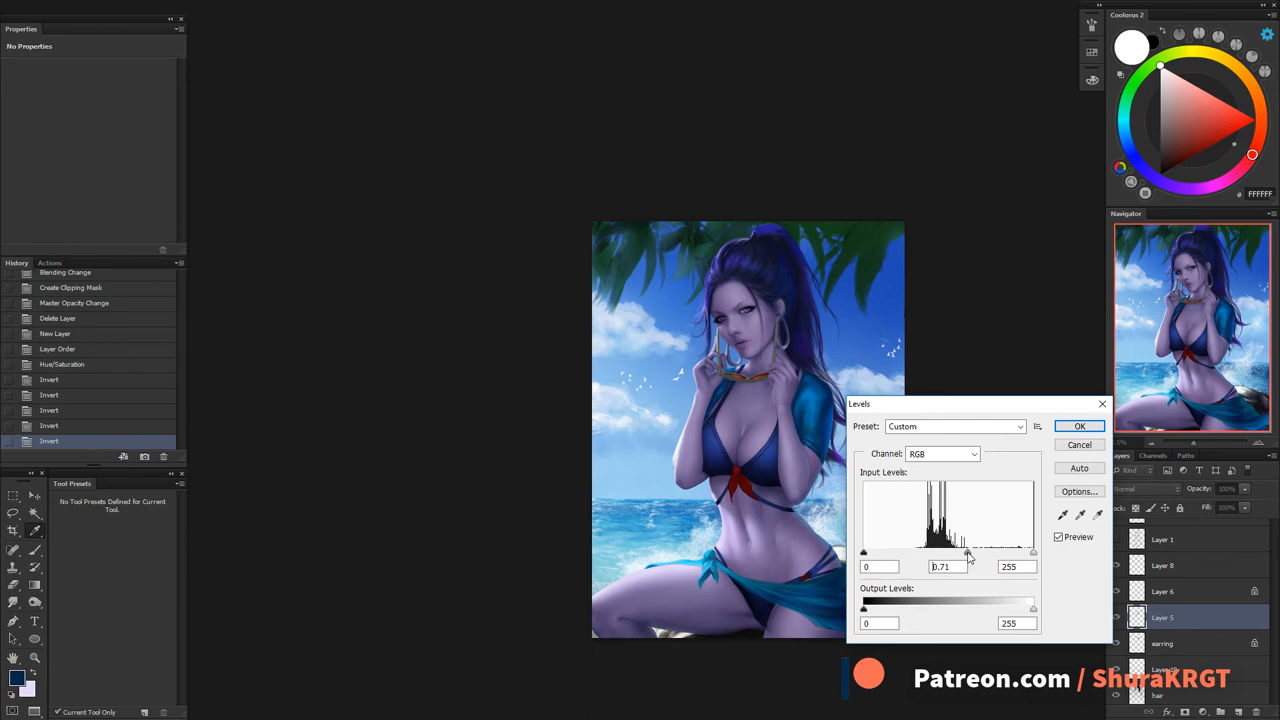 Properties
No Properties
History
Actions
Blending Change
Create Clipping Mask
Master Opacity Change
Delete Layer
New Layer
Layer Order
Hue/Saturation
Invert
Invert
Invert
Invert
Invert
Tool Presets
No Tool Presets Defined for Current
Tool.
Current Tool Only
Coolorus 2
# FFFFFF
Navigator
Levels
Preset:
Custom
OK
Cancel
Channel:
RGB
Auto
Input Levels:
Options...
Preview
0
0.71
255
Output Levels:
0
255
Channels
Paths
Kind
Normal
Opacity:
100%
Fill:
100%
Layer 1
Layer 8
Layer 6
Layer 5
earring
hair
Patreon.com / ShuraKRGT